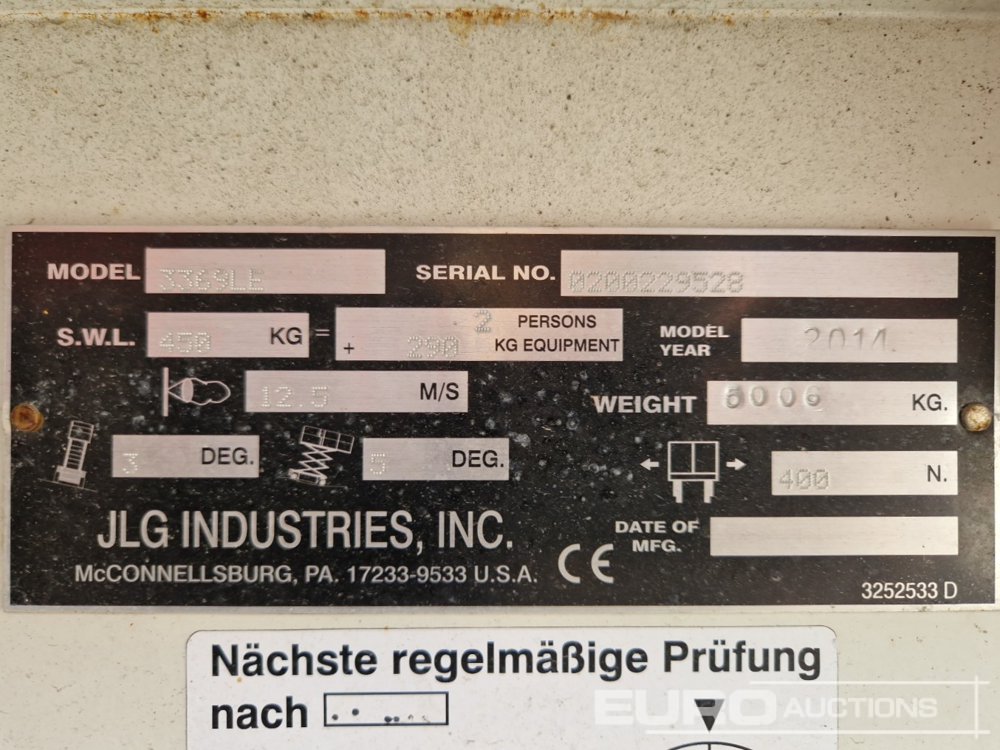 MODEL 3369LE SERIAL NO. 0200229528
S.W.L. 450 KG = 2 PERSONS
+ 290 KG EQUIPMENT
MODEL YEAR 2014
12.5 M/S WEIGHT 5006 KG.
3 DEG. 5 DEG. 400 N.
JLG INDUSTRIES, INC.
McCONNELLSBURG, PA. 17233-9533 U.S.A. CE
DATE OF MFG.
3252533 D
Nächste regelmäßige Prüfung
nach
EURO AUCTIONS